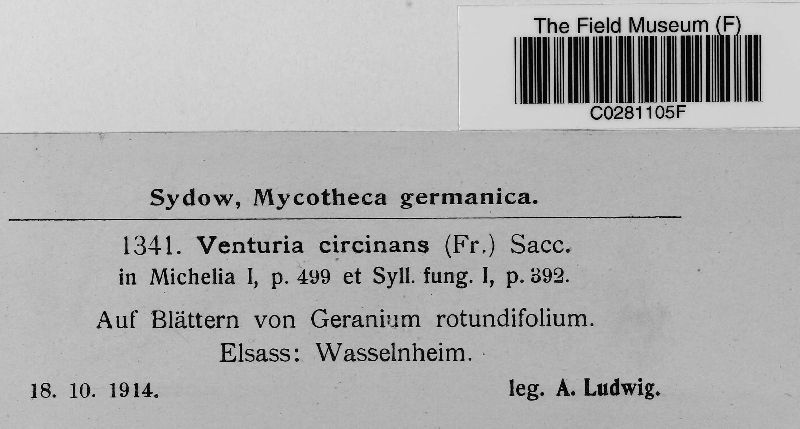 The Field Museum (F)
C0281105F
Sydow, Mycotheca germanica.
1341. Venturia circinans (Fr.) Sacc.
in Michelia I, p. 499 et Syll. fung. I, p. 392.
Auf Blättern von Geranium rotundifolium.
Elsass: Wasselnheim.
18. 10. 1914. leg. A. Ludwig.